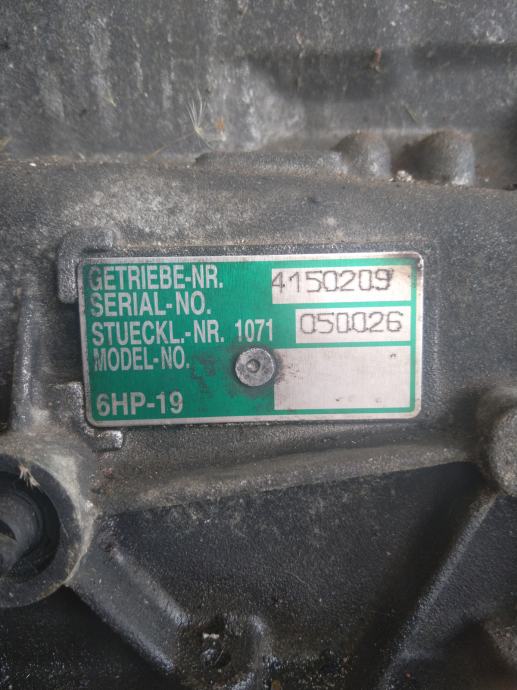 GETRIEBE-NR. 4150209
SERIAL-NO.
STUECKL.-NR. 1071 050026
MODEL-NO.
6HP-19